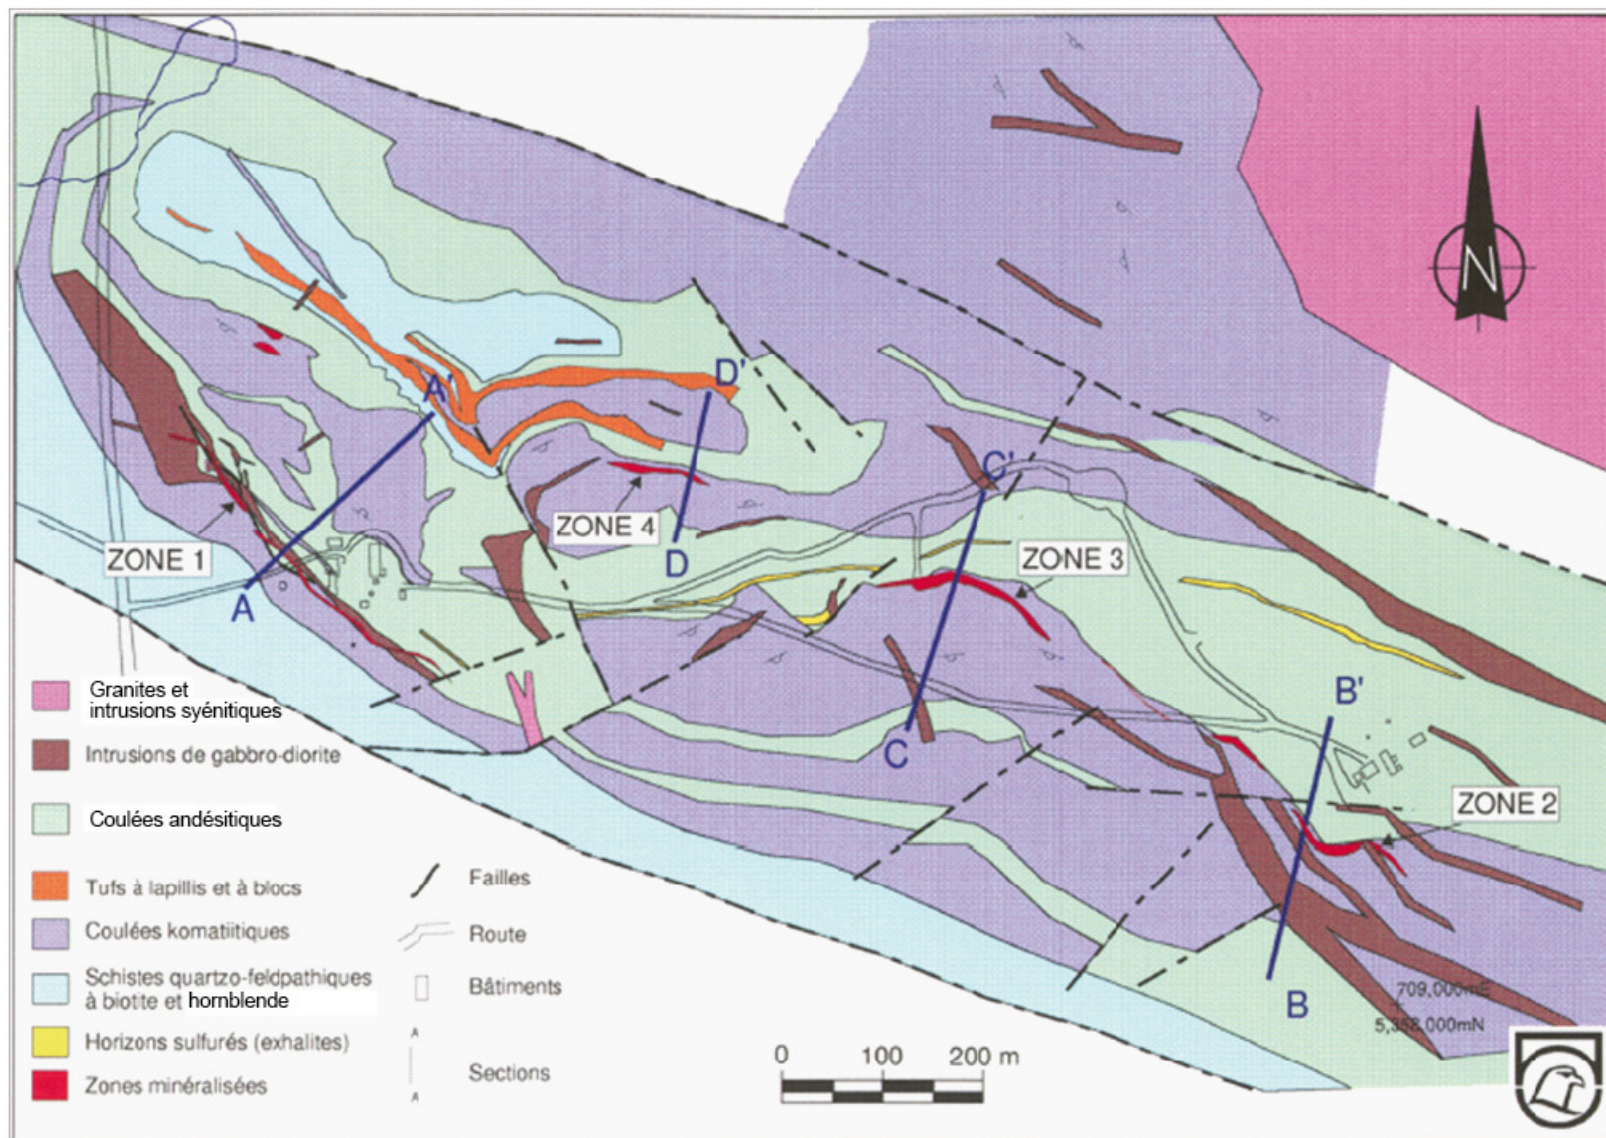 N
A'
D'
C'
ZONE 4
ZONE 1
D
ZONE 3
A
B'
C
ZONE 2
B
709,000mE
5,358,000mN
Granites et
intrusions syénitiques
Intrusions de gabbro-diorite
Coulées andésitiques
Tufs à lapillis et à blocs
Coulées komatiitiques
Schistes quartzo-feldpathiques
à biotite et hornblende
Horizons sulfurés (exhalites)
Zones minéralisées
Failles
Route
Bâtiments
A
Sections
A
0 100 200 m